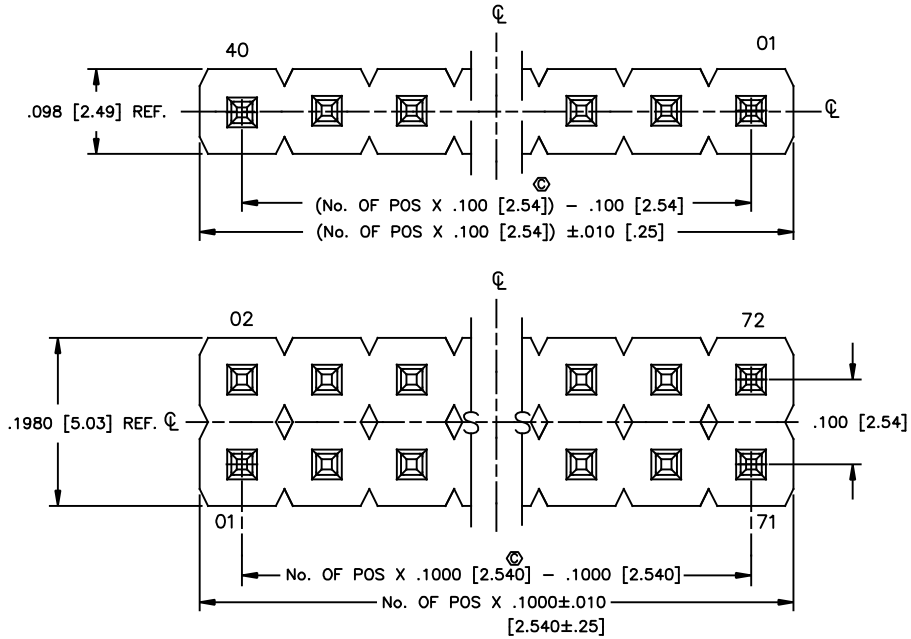 ℄
40 01
.098 [2.49] REF. ℄
Ⓒ
(No. OF POS X .100 [2.54]) – .100 [2.54]
(No. OF POS X .100 [2.54]) ±.010 [.25]
℄
02 72
.1980 [5.03] REF. ℄ S S .100 [2.54]
01 71
Ⓒ
No. OF POS X .1000 [2.540] – .1000 [2.540]
No. OF POS X .1000±.010
[2.540±.25]